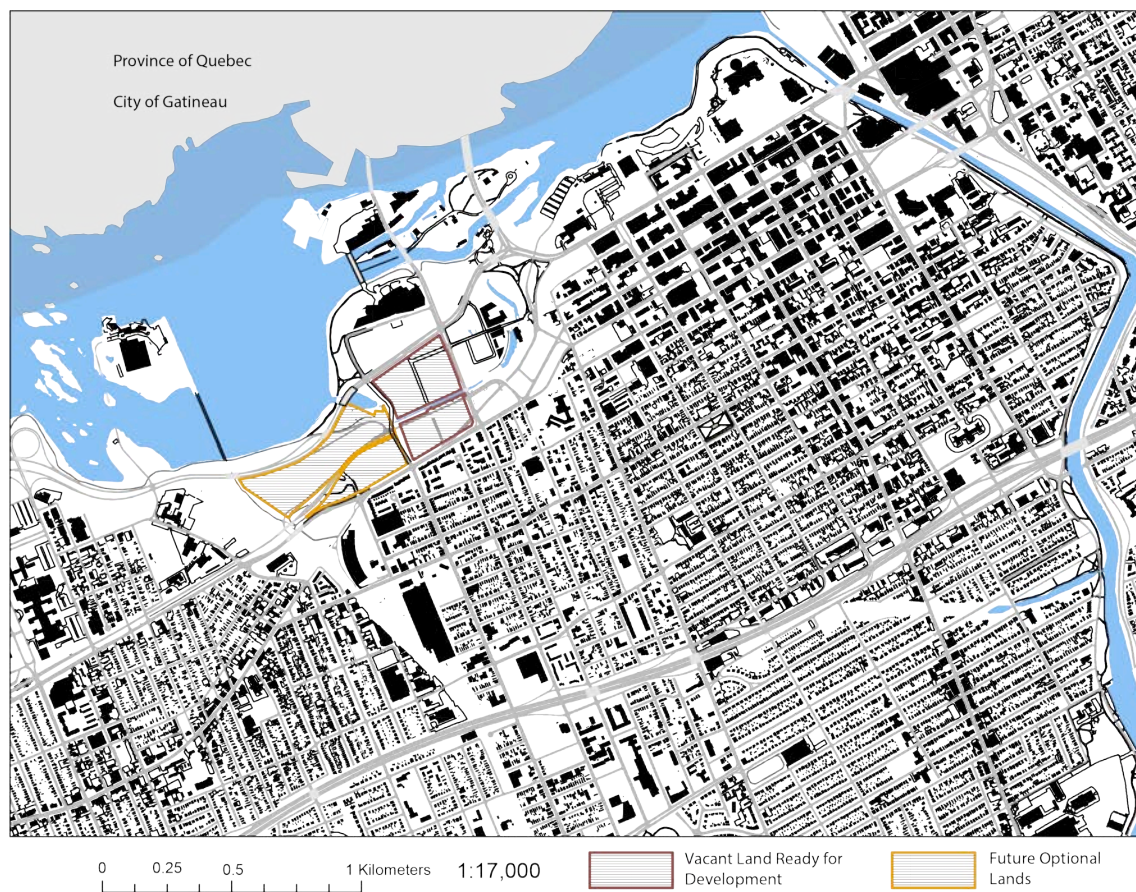 Province of Quebec
City of Gatineau
0 0.25 0.5 1 Kilometers 1:17,000
Vacant Land Ready for
Development
Future Optional
Lands